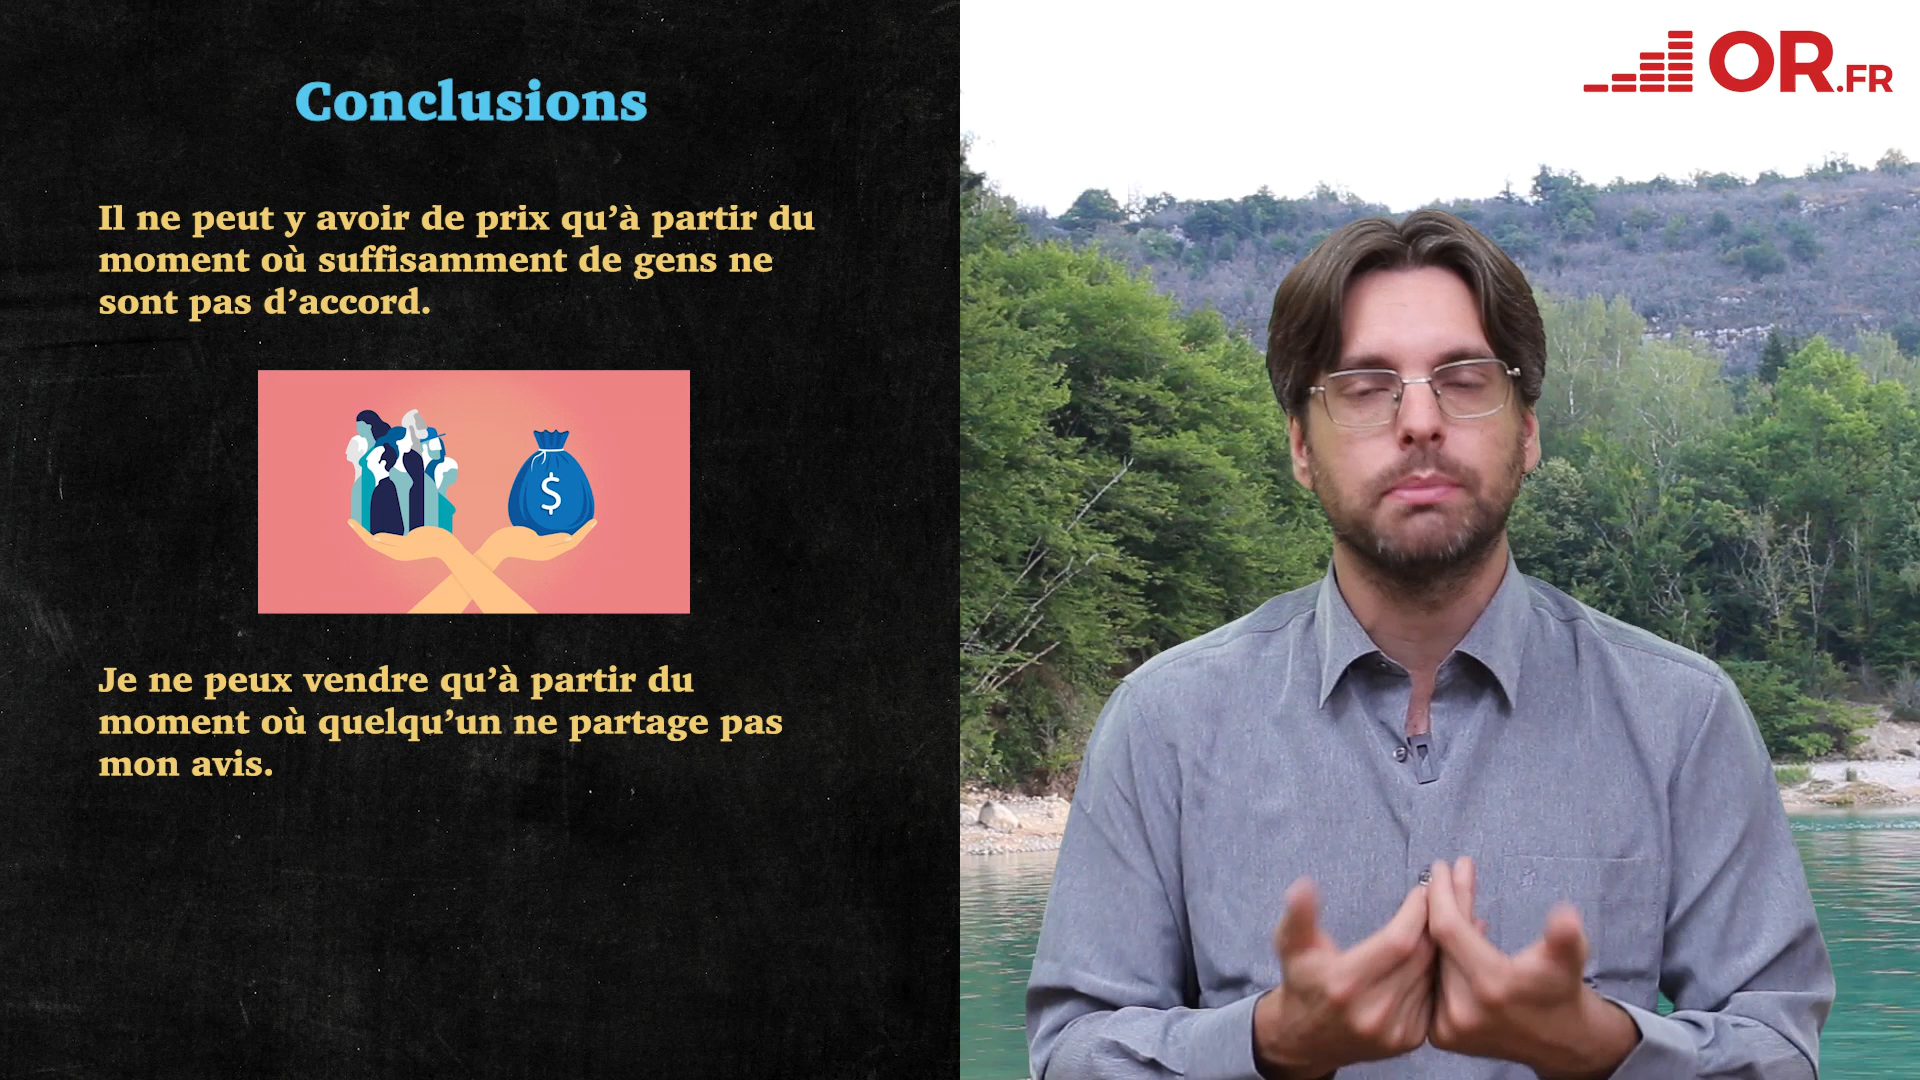 Conclusions
Il ne peut y avoir de prix qu’à partir du
moment où suffisamment de gens ne
sont pas d’accord.
$
Je ne peux vendre qu’à partir du
moment où quelqu’un ne partage pas
mon avis.
OR.FR